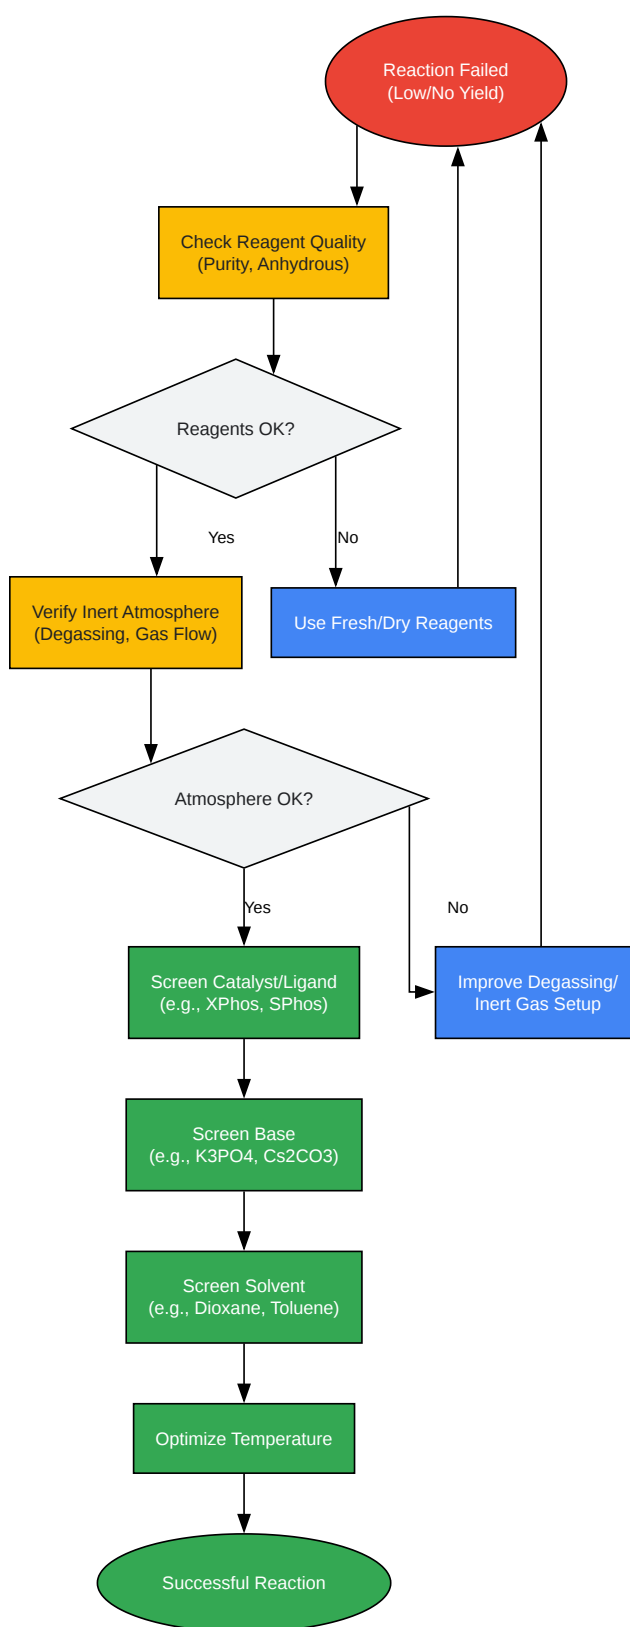 Reaction Failed
(Low/No Yield)
Check Reagent Quality
(Purity, Anhydrous)
Reagents OK?
Yes
No
Verify Inert Atmosphere
(Degassing, Gas Flow)
Use Fresh/Dry Reagents
Atmosphere OK?
Yes
No
Screen Catalyst/Ligand
(e.g., XPhos, SPhos)
Improve Degassing/
Inert Gas Setup
Screen Base
(e.g., K3PO4, Cs2CO3)
Screen Solvent
(e.g., Dioxane, Toluene)
Optimize Temperature
Successful Reaction